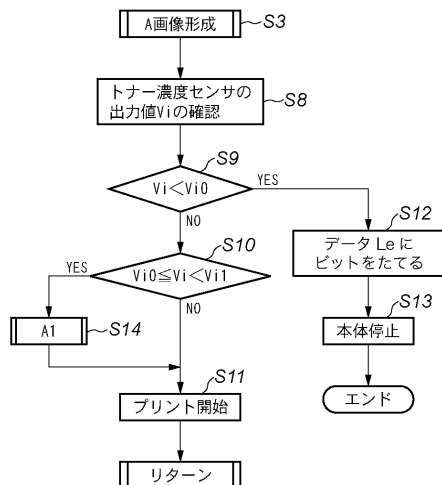 A画像形成
S3
トナー濃度センサの
出力値Viの確認
S8
S9
Vi<Vi0
YES
NO
S10
Vi0≦Vi<Vi1
YES
NO
A1
S14
S11
プリント開始
リターン
S12
データLeに
ビットをたてる
S13
本体停止
エンド